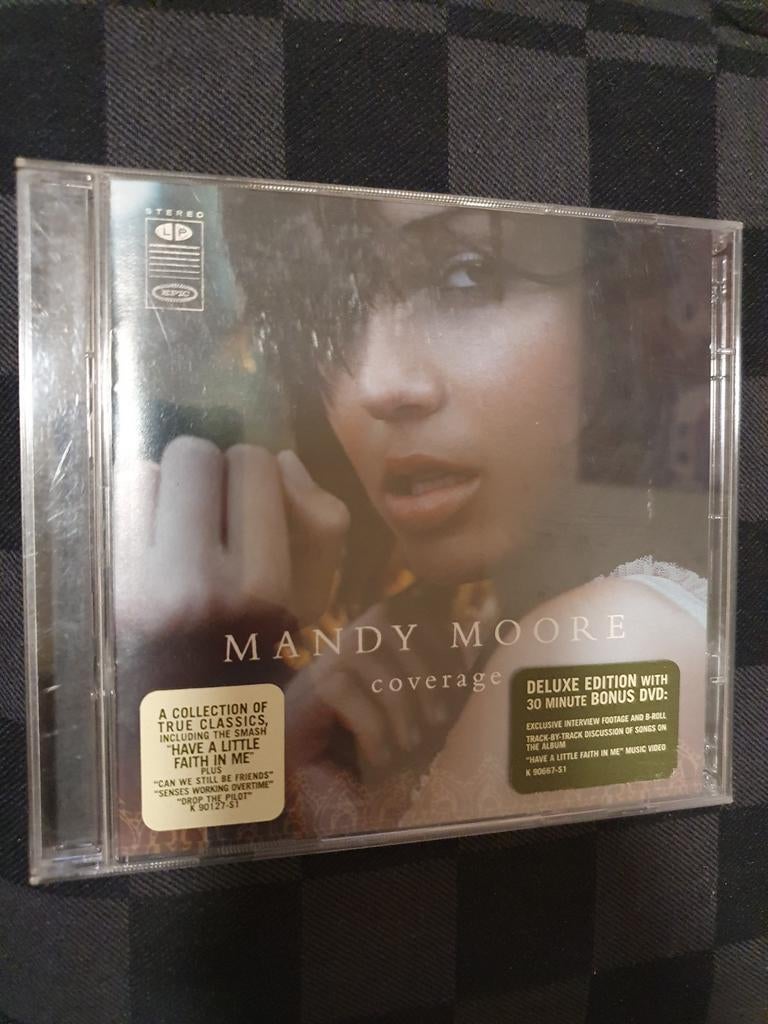 STEREO
LP
EPIC
MANDY MOORE
coverage
A COLLECTION OF
TRUE CLASSICS,
INCLUDING THE SMASH
"HAVE A LITTLE
FAITH IN ME"
PLUS
"CAN WE STILL BE FRIENDS"
"SENSES WORKING OVERTIME"
"DROP THE PILOT"
K 90127-S1
DELUXE EDITION WITH
30 MINUTE BONUS DVD:
EXCLUSIVE INTERVIEW FOOTAGE AND B-ROLL
TRACK-BY-TRACK DISCUSSION OF SONGS ON
THE ALBUM
"HAVE A LITTLE FAITH IN ME" MUSIC VIDEO
K 90667-S1